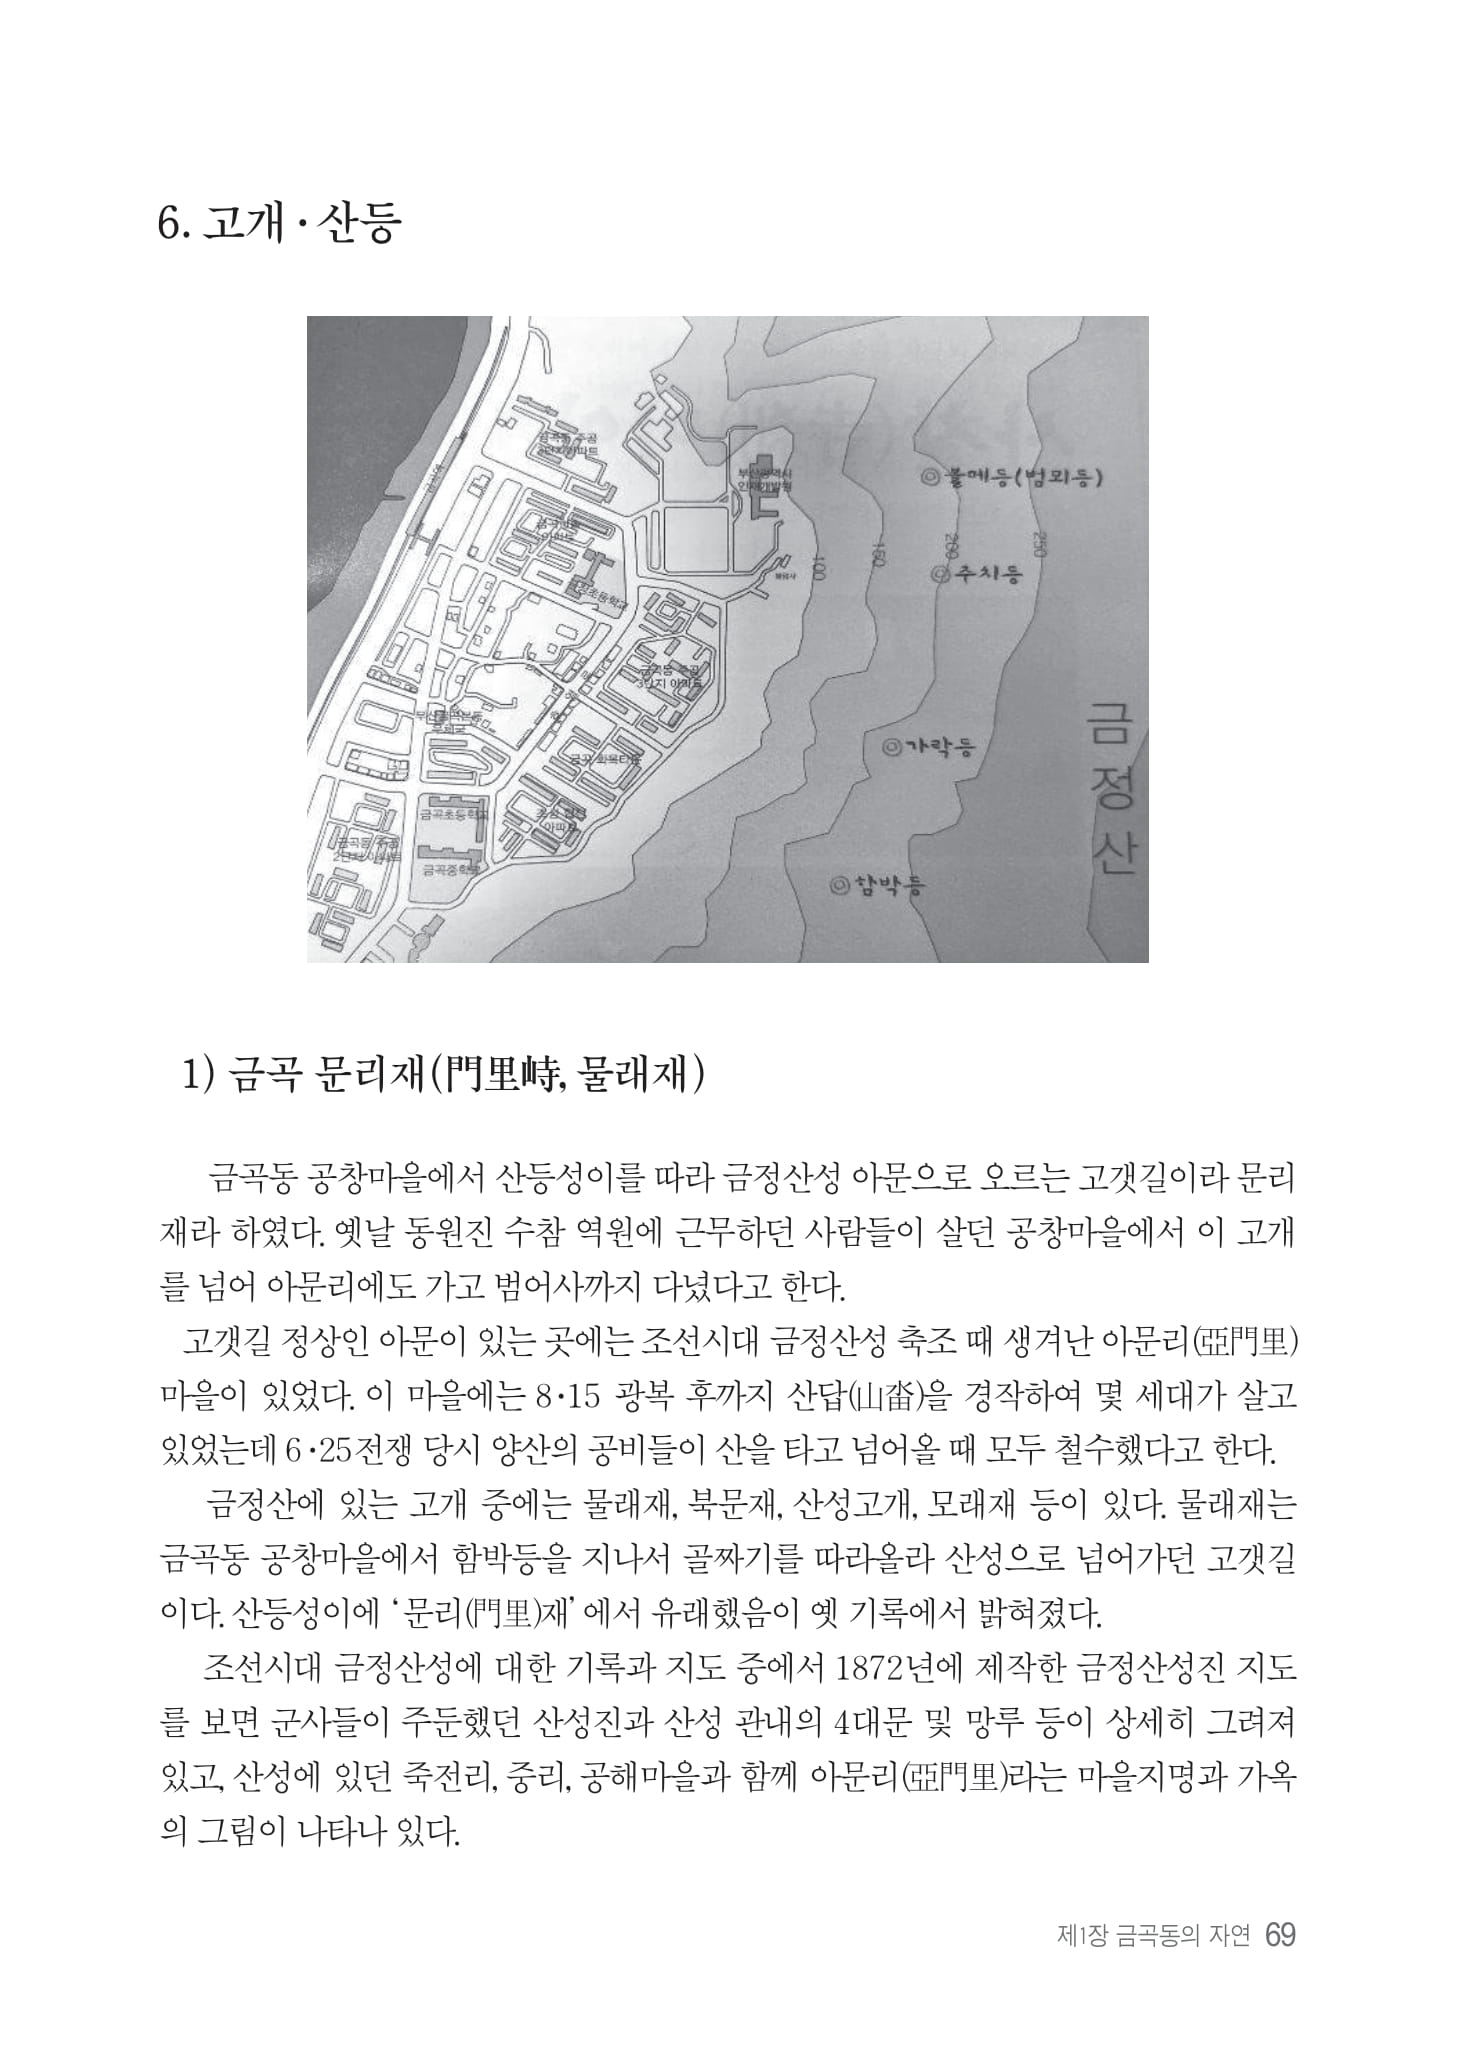 6. 고개 · 산등
금곡동 주공
금곡역
부산광역시
인재개발원
볼메등(범뫼등)
100
150
200
250
주치등
금정초등학교
금곡동 주공
3단지 아파트
금정산
가락등
금곡 화목타운
금곡초등학교
아파트
금곡동 주공
2단지 아파트
금곡중학교
함박등
1) 금곡 문리재(門里峙, 물래재)
금곡동 공창마을에서 산등성이를 따라 금정산성 아문으로 오르는 고갯길이라 문리
재라 하였다. 옛날 동원진 수참 역원에 근무하던 사람들이 살던 공창마을에서 이 고개
를 넘어 아문리에도 가고 범어사까지 다녔다고 한다.
고갯길 정상인 아문이 있는 곳에는 조선시대 금정산성 축조 때 생겨난 아문리(亞門里)
마을이 있었다. 이 마을에는 8·15 광복 후까지 산답(山畓)을 경작하여 몇 세대가 살고
있었는데 6·25전쟁 당시 양산의 공비들이 산을 타고 넘어올 때 모두 철수했다고 한다.
금정산에 있는 고개 중에는 물래재, 북문재, 산성고개, 모래재 등이 있다. 물래재는
금곡동 공창마을에서 함박등을 지나서 골짜기를 따라올라 산성으로 넘어가던 고갯길
이다. 산등성이에 ‘문리(門里)재’에서 유래했음이 옛 기록에서 밝혀졌다.
조선시대 금정산성에 대한 기록과 지도 중에서 1872년에 제작한 금정산성진 지도
를 보면 군사들이 주둔했던 산성진과 산성 관내의 4대문 및 망루 등이 상세히 그려져
있고, 산성에 있던 죽전리, 중리, 공해마을과 함께 아문리(亞門里)라는 마을지명과 가옥
의 그림이 나타나 있다.
제1장 금곡동의 자연 69